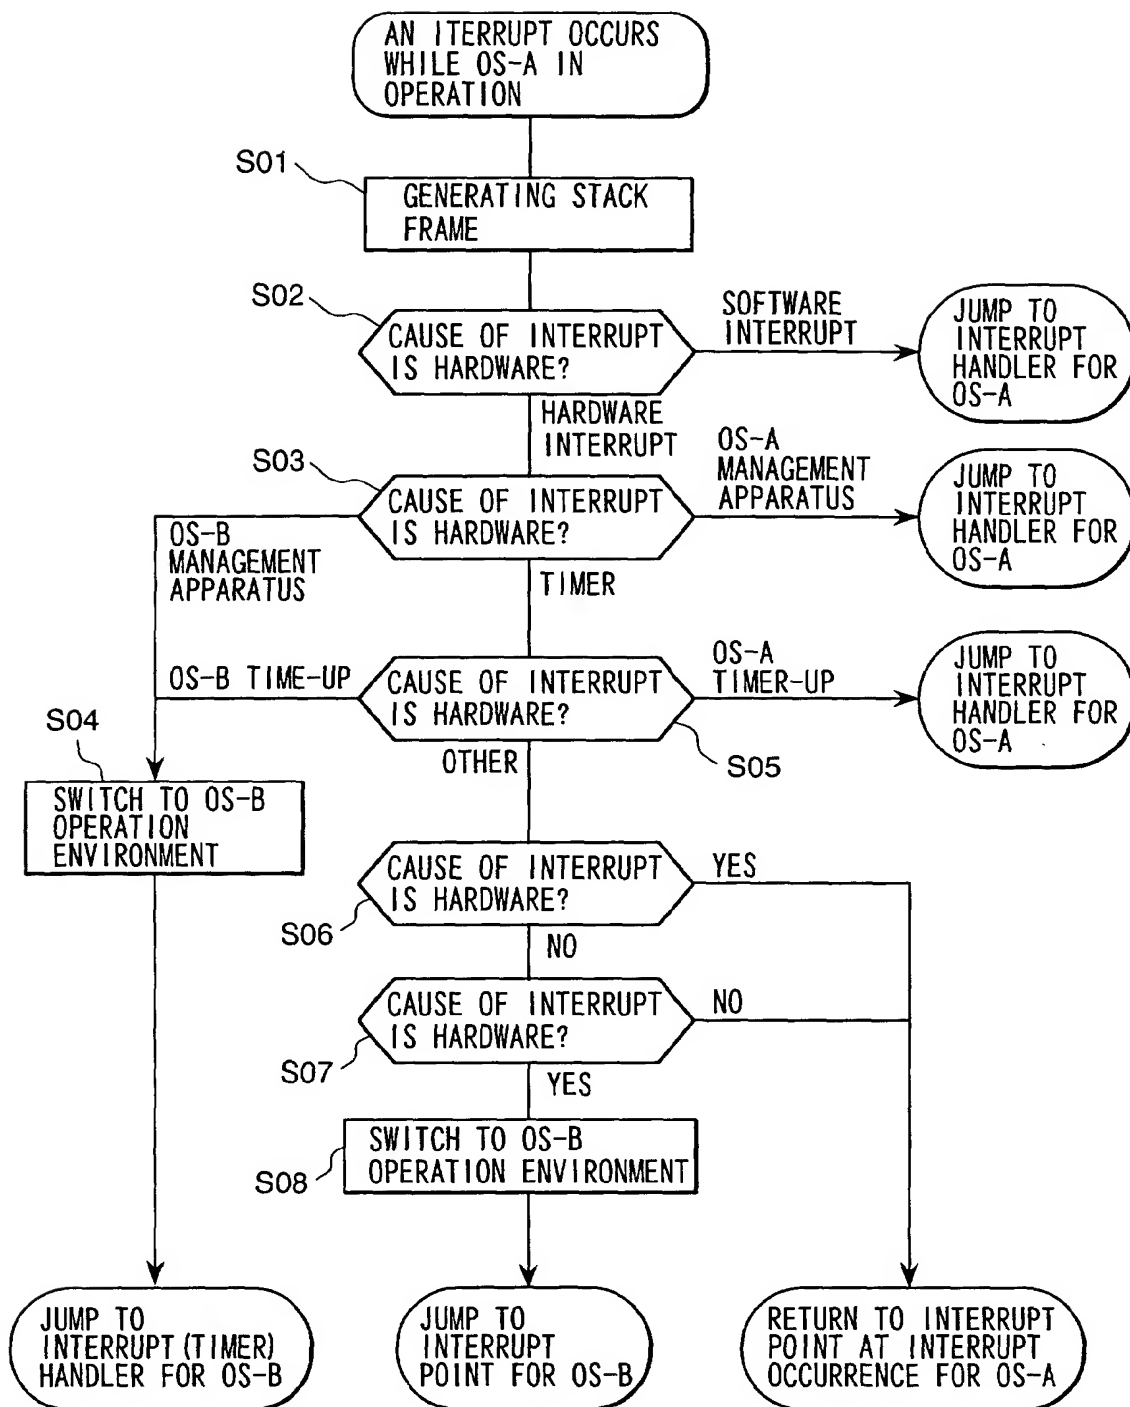 AN ITERRUPT OCCURS
WHILE OS-A IN
OPERATION
S01
GENERATING STACK
FRAME
S02
CAUSE OF INTERRUPT
IS HARDWARE?
SOFTWARE
INTERRUPT
JUMP TO
INTERRUPT
HANDLER FOR
OS-A
HARDWARE
INTERRUPT
S03
CAUSE OF INTERRUPT
IS HARDWARE?
OS-A
MANAGEMENT
APPARATUS
JUMP TO
INTERRUPT
HANDLER FOR
OS-A
OS-B
MANAGEMENT
APPARATUS
TIMER
OS-B TIME-UP
CAUSE OF INTERRUPT
IS HARDWARE?
OS-A
TIMER-UP
JUMP TO
INTERRUPT
HANDLER FOR
OS-A
S04
OTHER
S05
SWITCH TO OS-B
OPERATION
ENVIRONMENT
CAUSE OF INTERRUPT
IS HARDWARE?
YES
S06
NO
CAUSE OF INTERRUPT
IS HARDWARE?
NO
S07
YES
SWITCH TO OS-B
OPERATION ENVIRONMENT
S08
JUMP TO
INTERRUPT(TIMER)
HANDLER FOR OS-B
JUMP TO
INTERRUPT
POINT FOR OS-B
RETURN TO INTERRUPT
POINT AT INTERRUPT
OCCURRENCE FOR OS-A